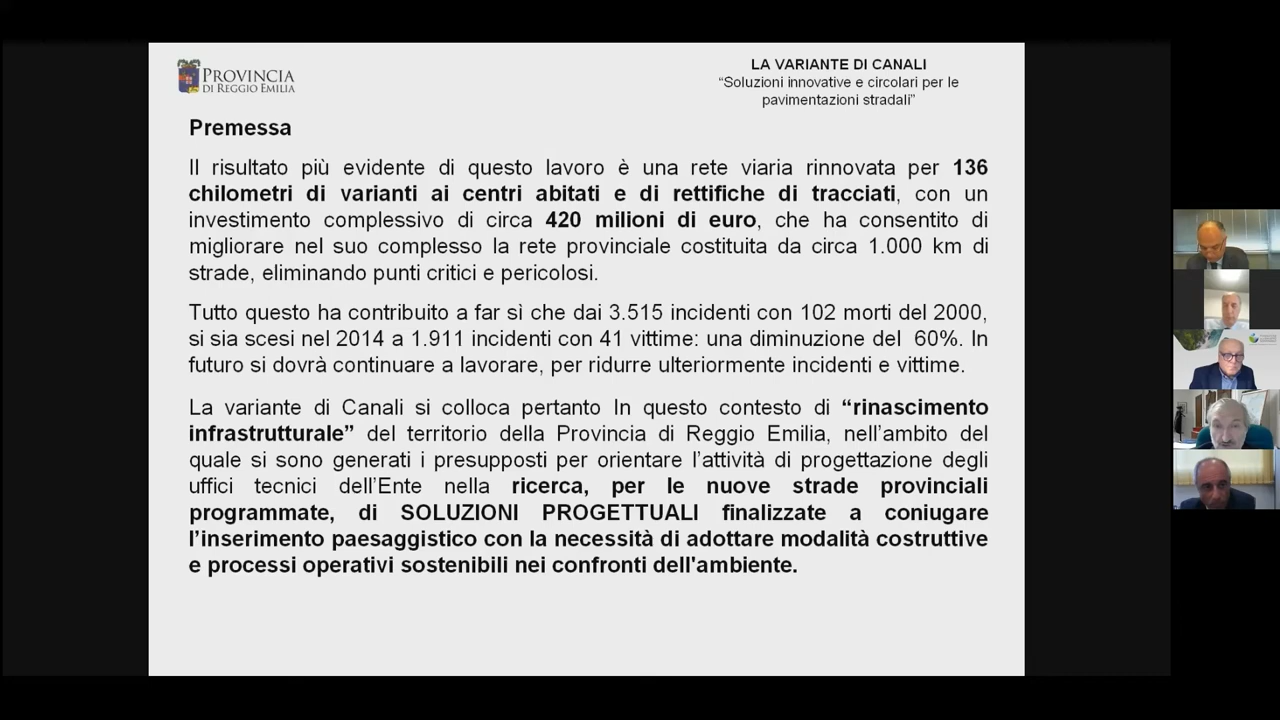 PROVINCIA
DI REGGIO EMILIA
LA VARIANTE DI CANALI
“Soluzioni innovative e circolari per le
pavimentazioni stradali”
Premessa
Il risultato più evidente di questo lavoro è una rete viaria rinnovata per 136
chilometri di varianti ai centri abitati e di rettifiche di tracciati, con un
investimento complessivo di circa 420 milioni di euro, che ha consentito di
migliorare nel suo complesso la rete provinciale costituita da circa 1.000 km di
strade, eliminando punti critici e pericolosi.
Tutto questo ha contribuito a far sì che dai 3.515 incidenti con 102 morti del 2000,
si sia scesi nel 2014 a 1.911 incidenti con 41 vittime: una diminuzione del 60%. In
futuro si dovrà continuare a lavorare, per ridurre ulteriormente incidenti e vittime.
La variante di Canali si colloca pertanto In questo contesto di “rinascimento
infrastrutturale” del territorio della Provincia di Reggio Emilia, nell’ambito del
quale si sono generati i presupposti per orientare l’attività di progettazione degli
uffici tecnici dell’Ente nella ricerca, per le nuove strade provinciali
programmate, di SOLUZIONI PROGETTUALI finalizzate a coniugare
l’inserimento paesaggistico con la necessità di adottare modalità costruttive
e processi operativi sostenibili nei confronti dell'ambiente.